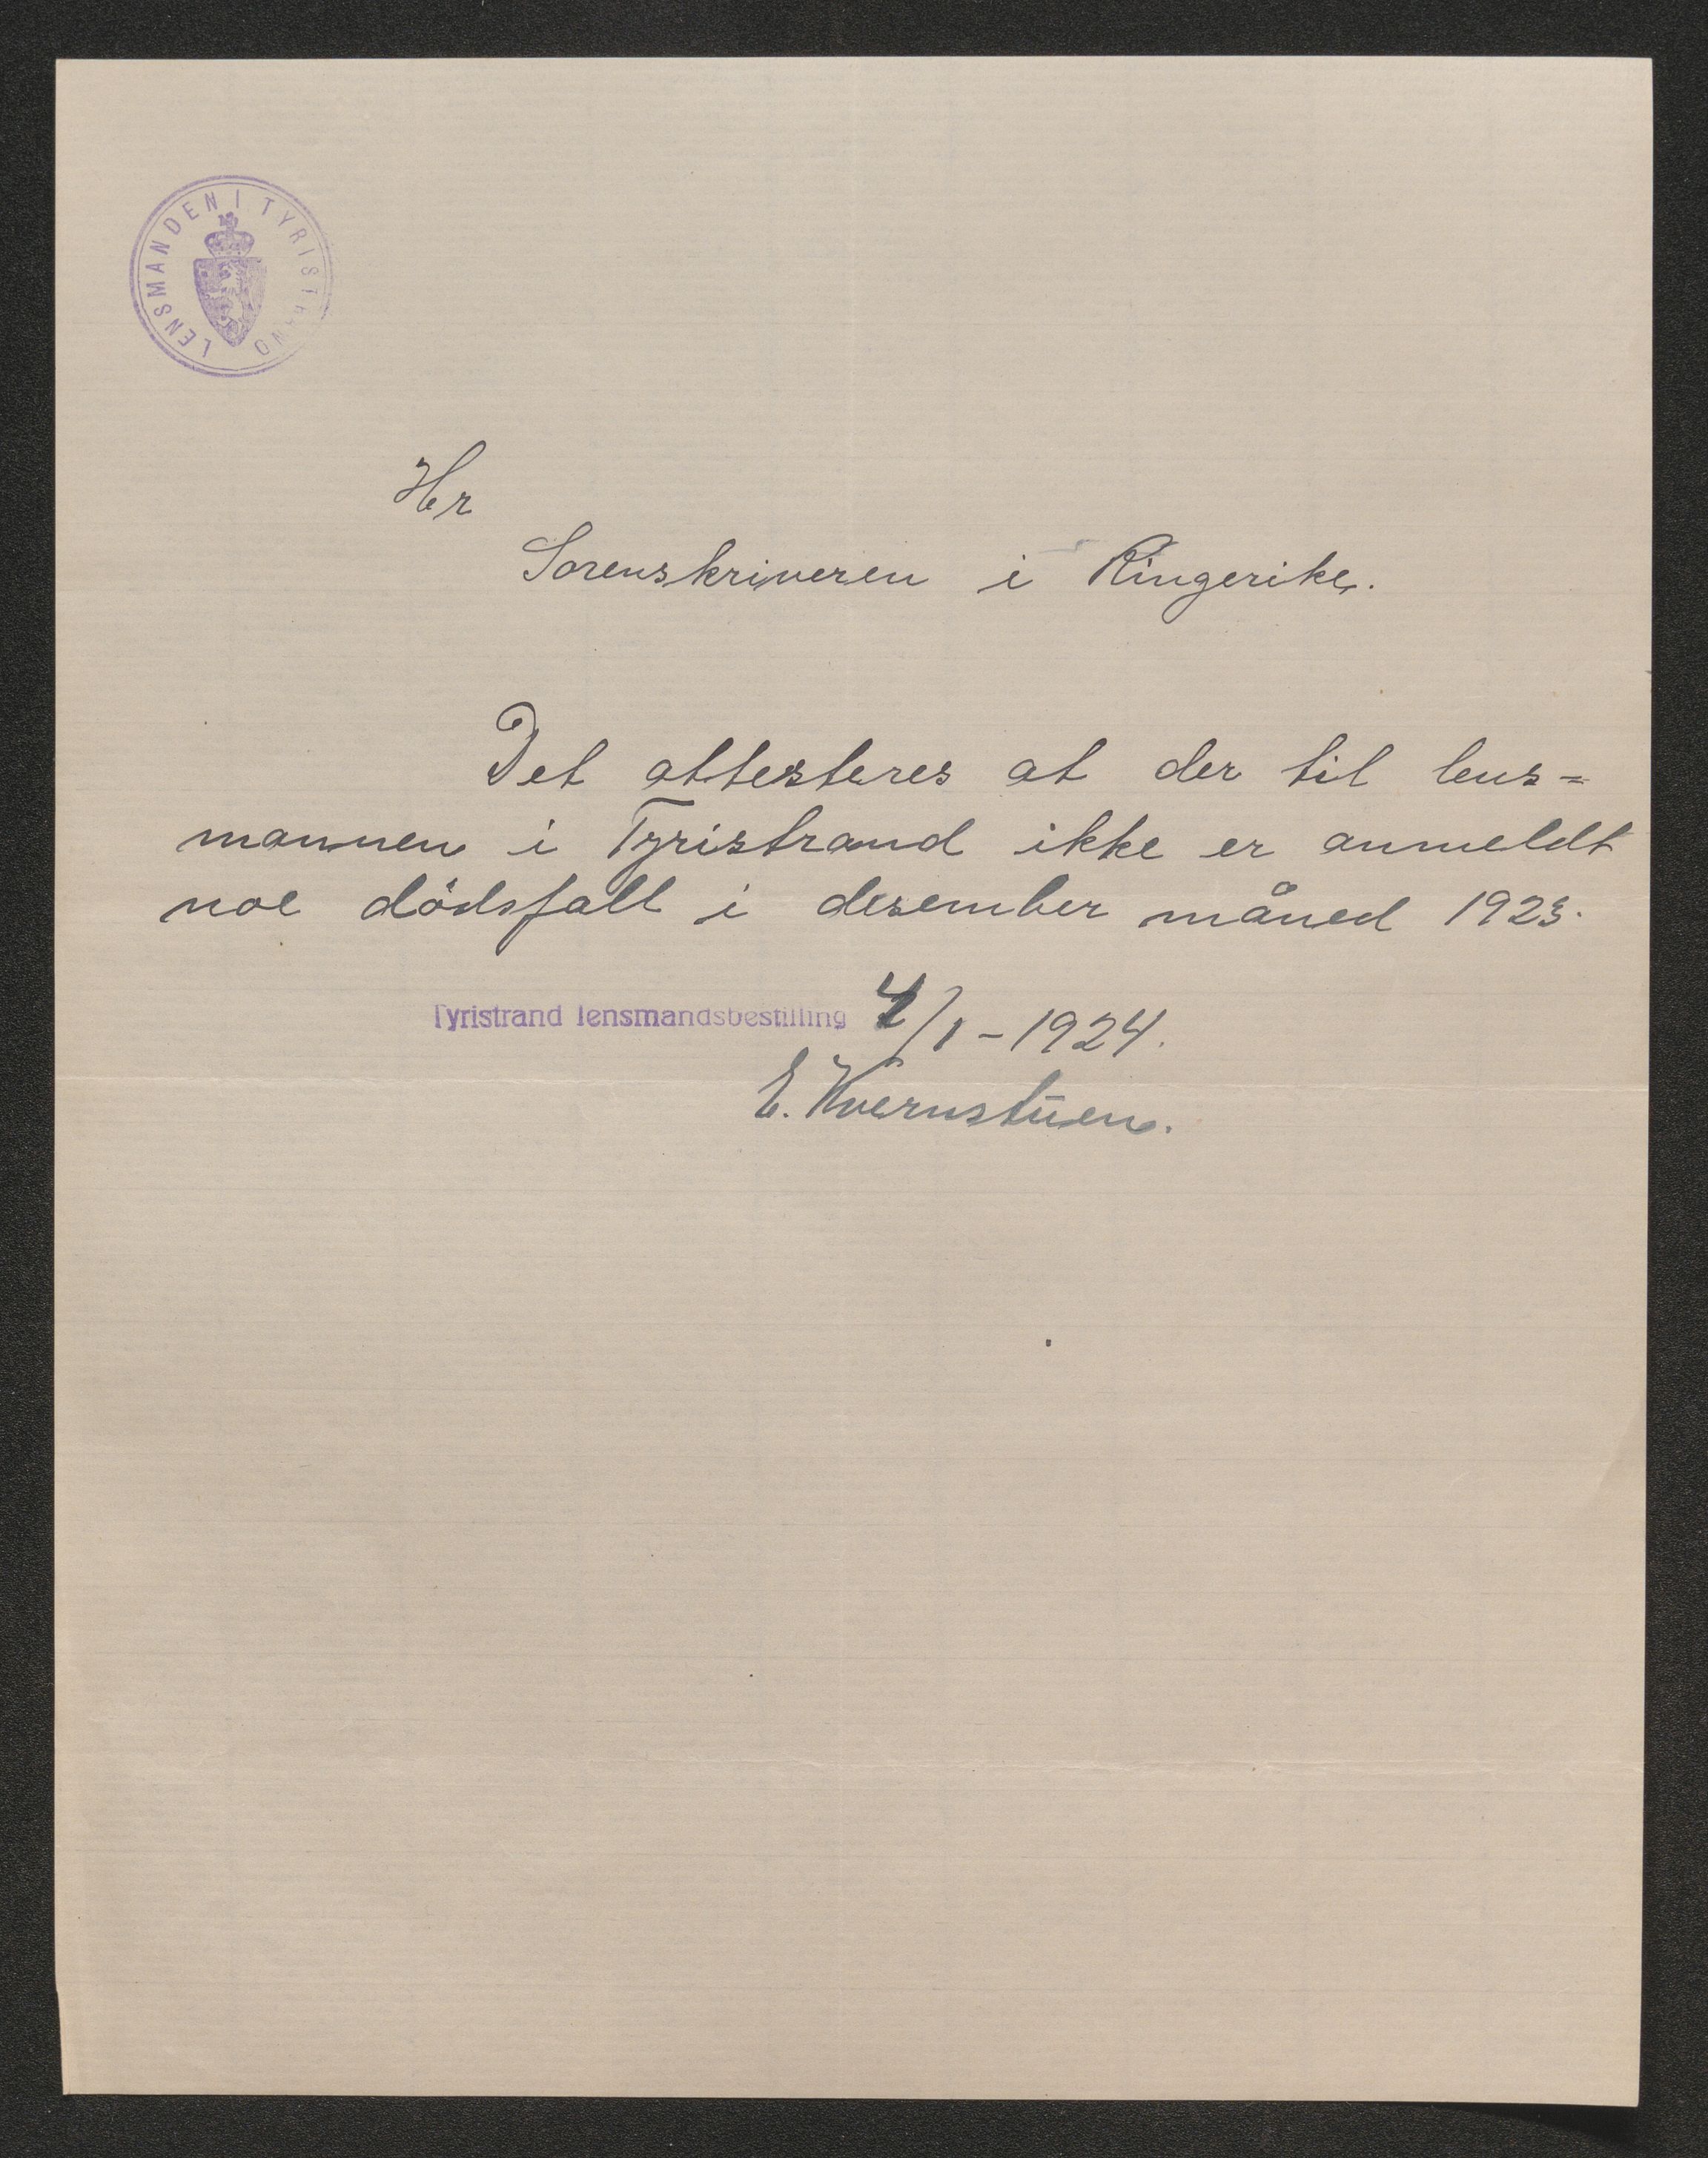 LENSMANDEN I TYRISTRAND
Hr
Sorenskriveren i Ringerike.
Det attesteres at der til lens=
mannen i Tyristrand ikke er anmeldt
noe dödsfall i desember måned 1923.
Tyristrand lensmandsbestilling 4/1-1924.
E. Kvernstuen.